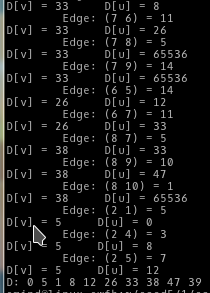 D[v] = 33    D[u] = 8
Edge: (7 6) = 11
D[v] = 33    D[u] = 26
Edge: (7 8) = 5
D[v] = 33    D[u] = 65536
Edge: (7 9) = 14
D[v] = 33    D[u] = 65536
Edge: (6 5) = 14
D[v] = 26    D[u] = 12
Edge: (6 7) = 11
D[v] = 26    D[u] = 33
Edge: (8 7) = 5
D[v] = 38    D[u] = 33
Edge: (8 9) = 10
D[v] = 38    D[u] = 47
Edge: (8 10) = 1
D[v] = 38    D[u] = 65536
Edge: (2 1) = 5
D[v] = 5    D[u] = 0
Edge: (2 4) = 3
D[v] = 5    D[u] = 8
Edge: (2 5) = 7
D[v] = 5    D[u] = 12
D: 0 5 1 8 12 26 33 38 47 39